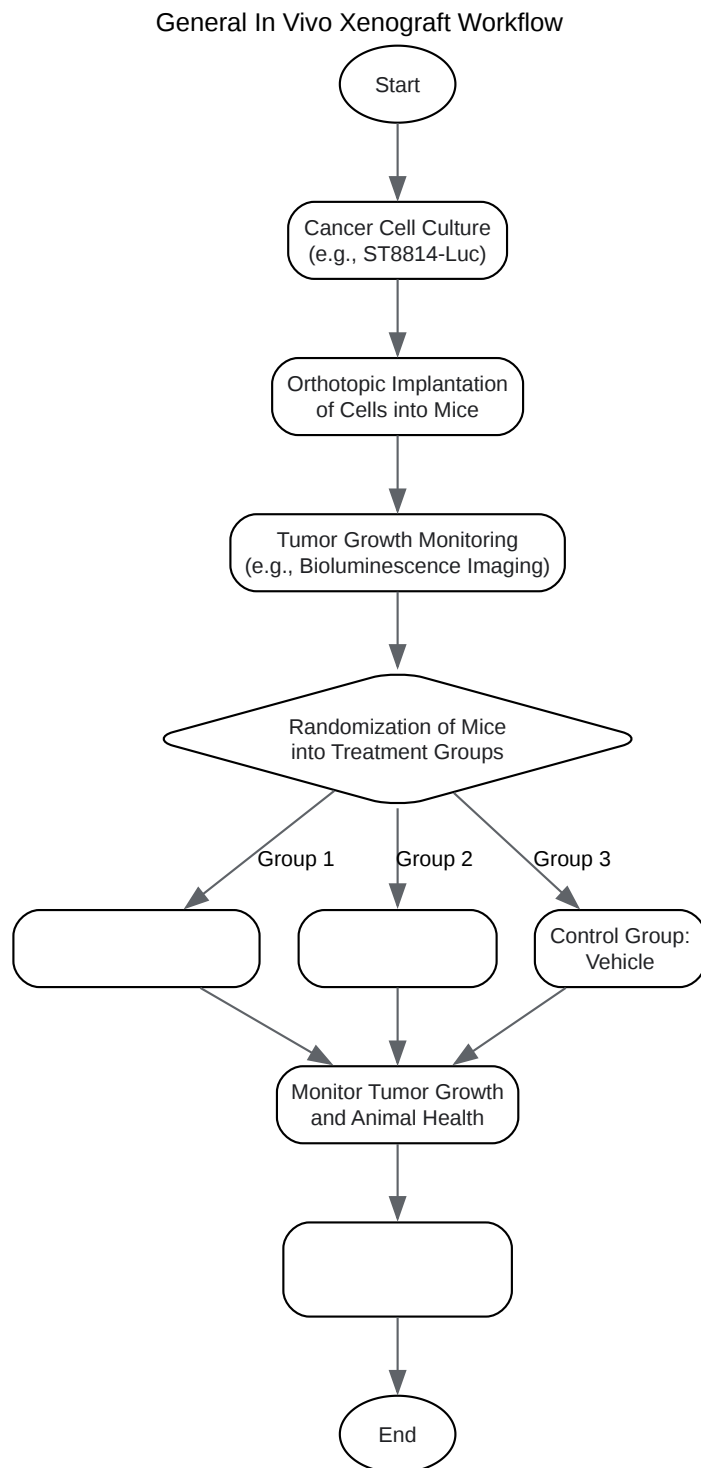 General In Vivo Xenograft Workflow
Start
Cancer Cell Culture
(e.g., ST8814-Luc)
Orthotopic Implantation
of Cells into Mice
Tumor Growth Monitoring
(e.g., Bioluminescence Imaging)
Randomization of Mice
into Treatment Groups
Group 1
Group 2
Group 3
Control Group:
Vehicle
Monitor Tumor Growth
and Animal Health
End